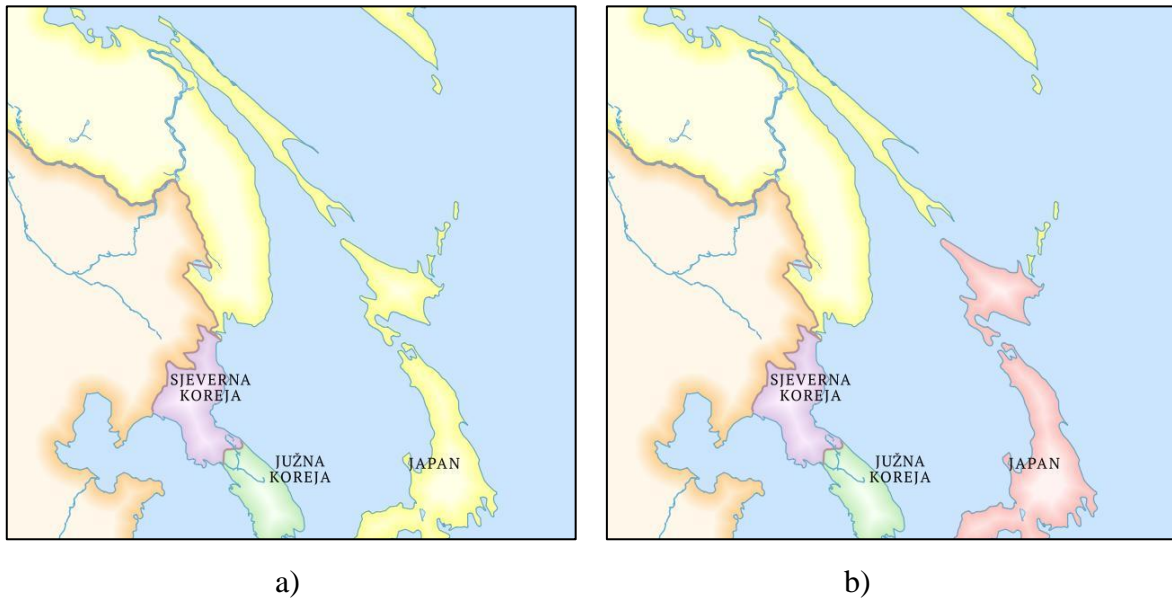 SJEVERNA
KOREJA
JUŽNA
KOREJA
JAPAN
a)
SJEVERNA
KOREJA
JUŽNA
KOREJA
JAPAN
b)